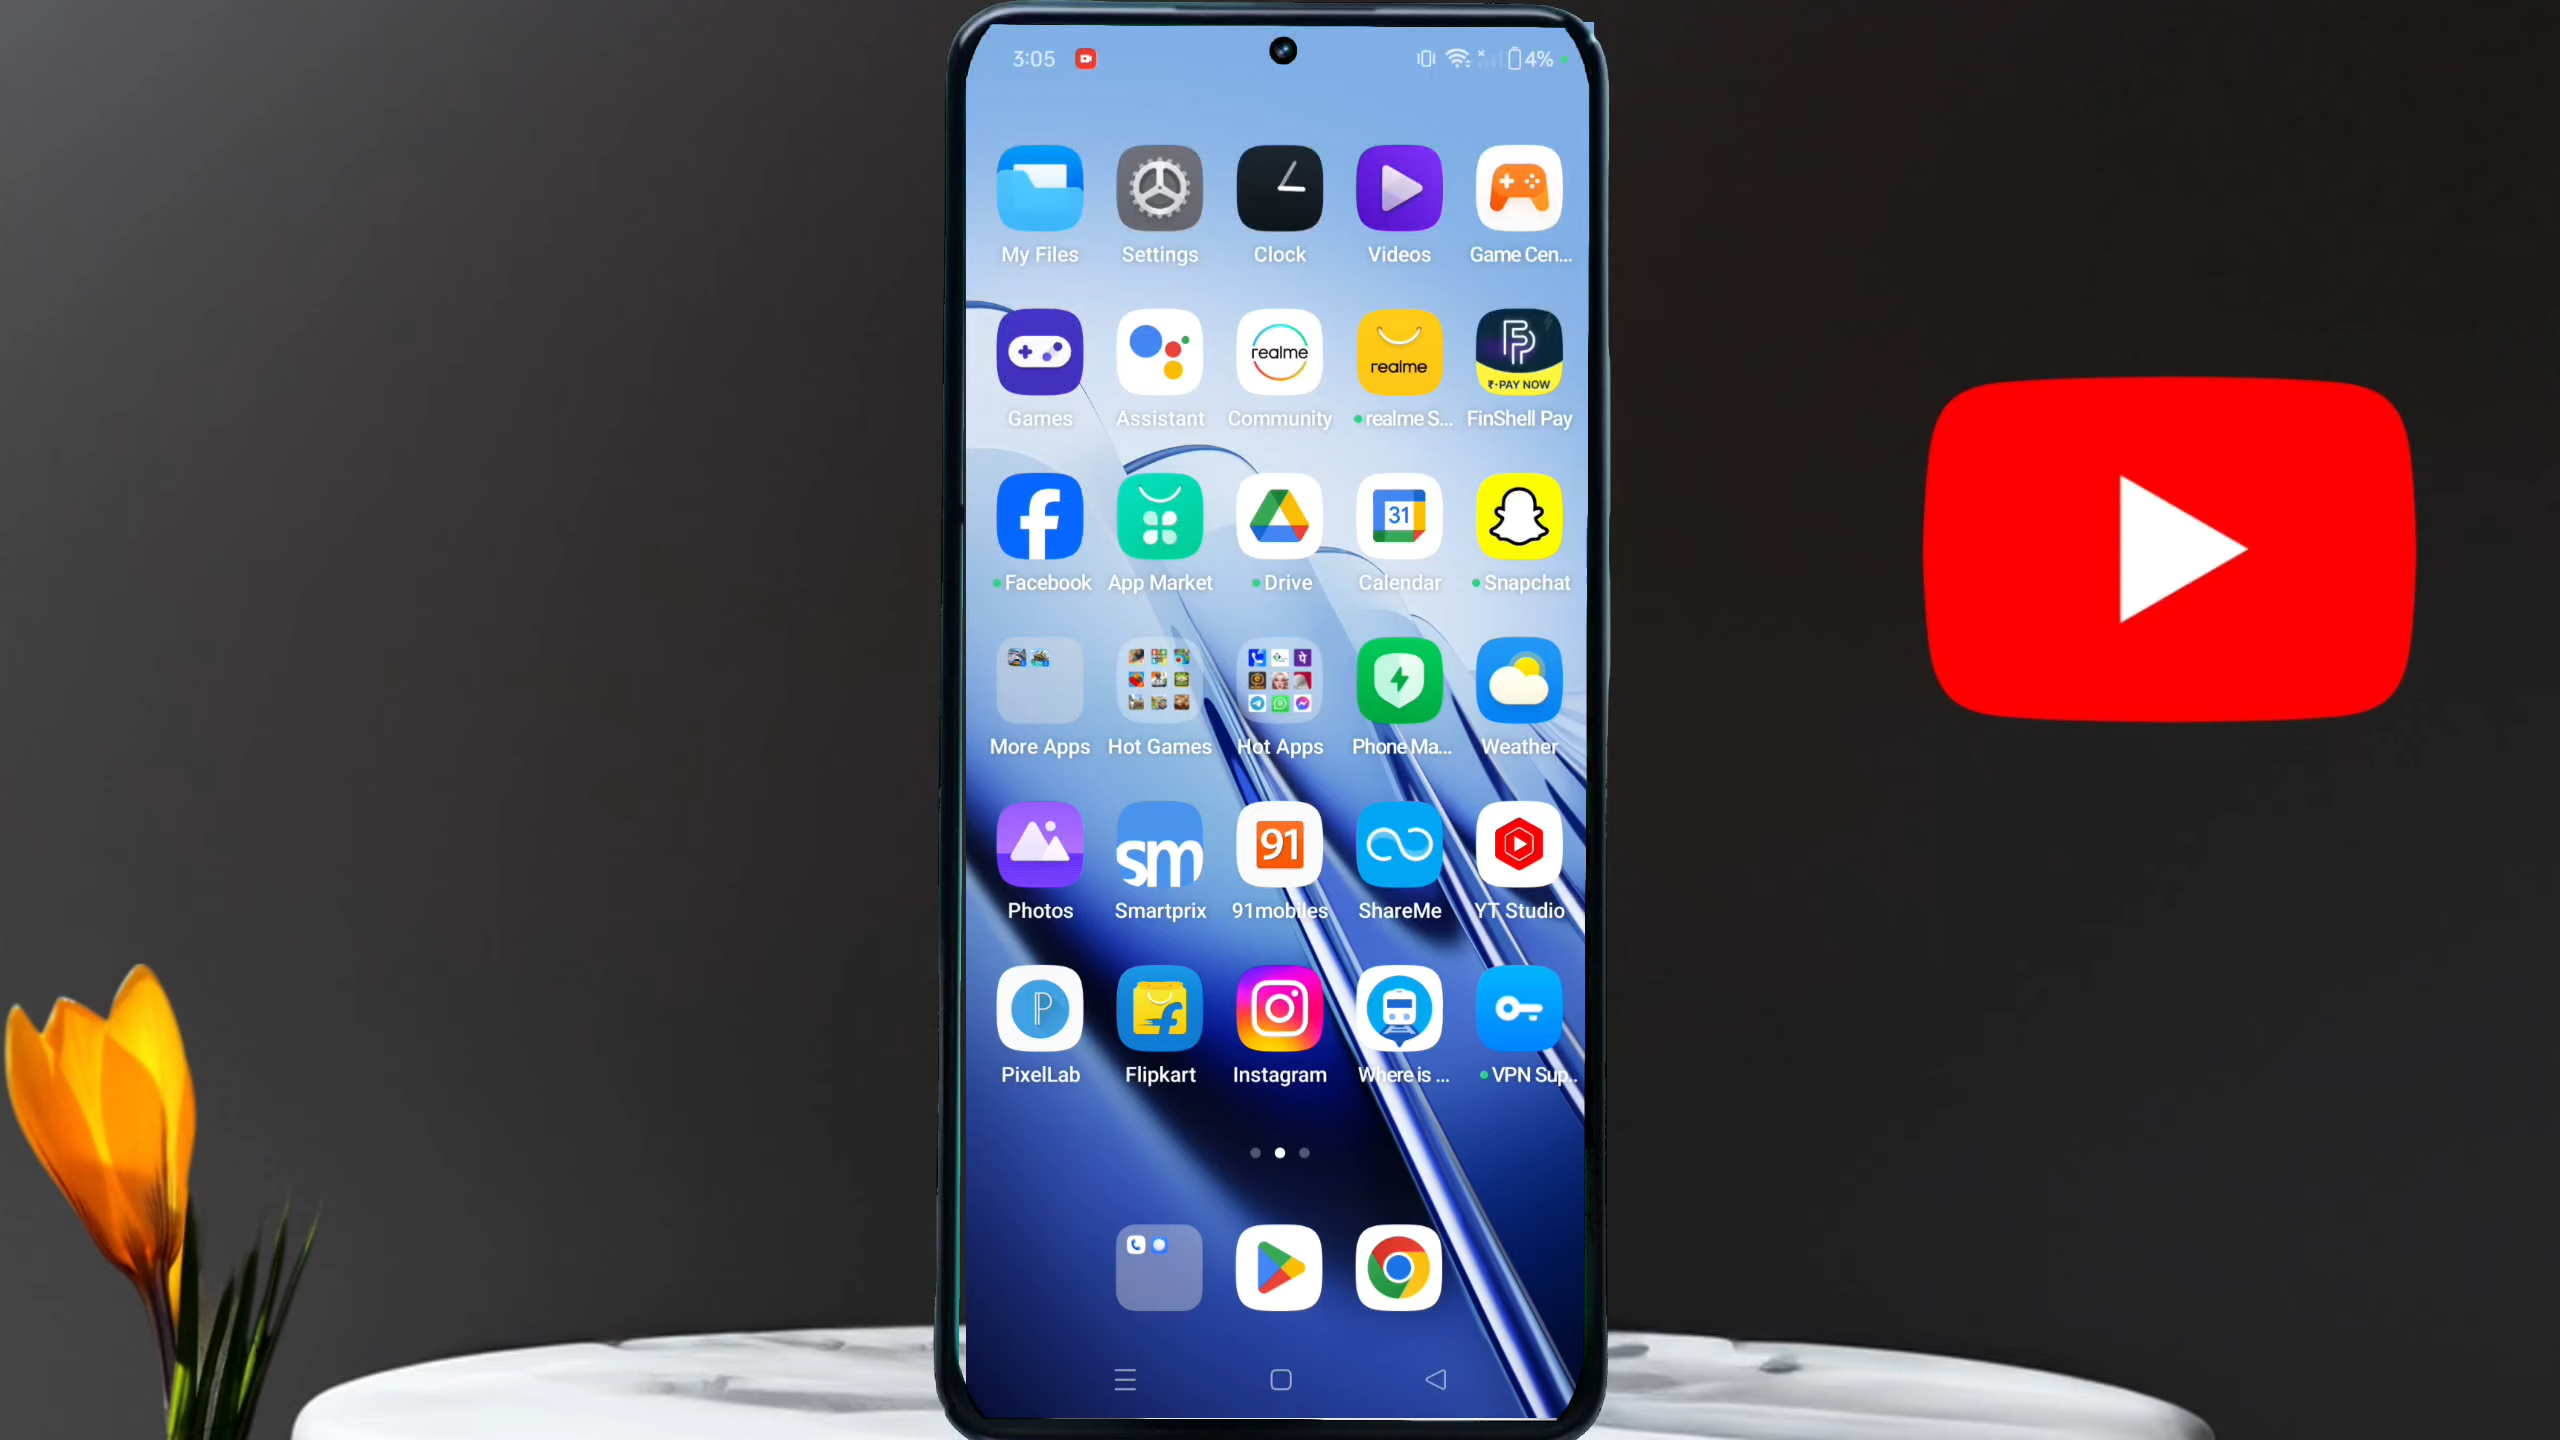 3:05 4%
My Files Settings Clock Videos Game Cen...
realme realme ₹·PAY NOW
Games Assistant Community realme S... FinShell Pay
31
Facebook App Market Drive Calendar Snapchat
More Apps Hot Games Hot Apps Phone Ma... Weather
sm 91
Photos Smartprix 91mobiles ShareMe YT Studio
P
PixelLab Flipkart Instagram Where is ... VPN Sup..